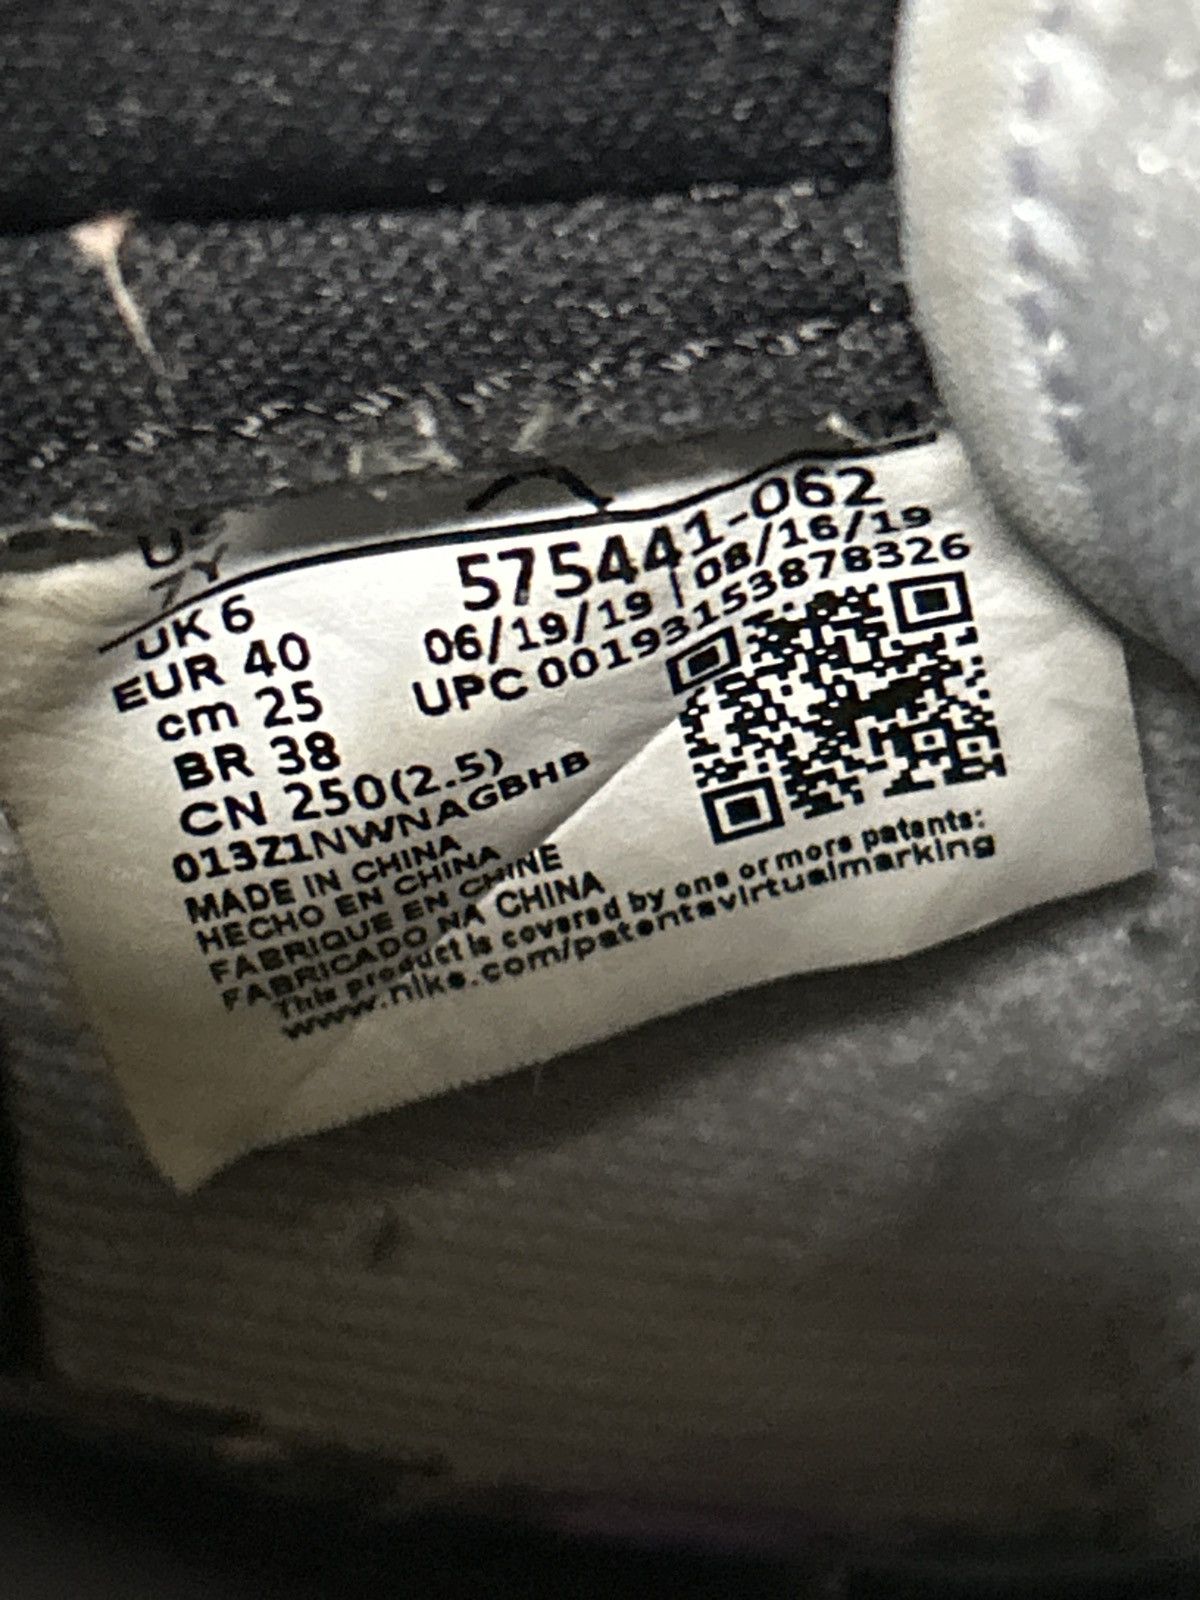 7Y
UK 6
EUR 40
cm 25
BR 38
CN 250(2.5)
575441-062
06/19/19 | 08/16/19
UPC 00193153878326
013Z1NWNAGBHB
MADE IN CHINA
HECHO EN CHINA
FABRIQUE EN CHINE
FABRICADO NA CHINA
This product is covered by one or more patents:
www.nike.com/patentsvirtualmarking